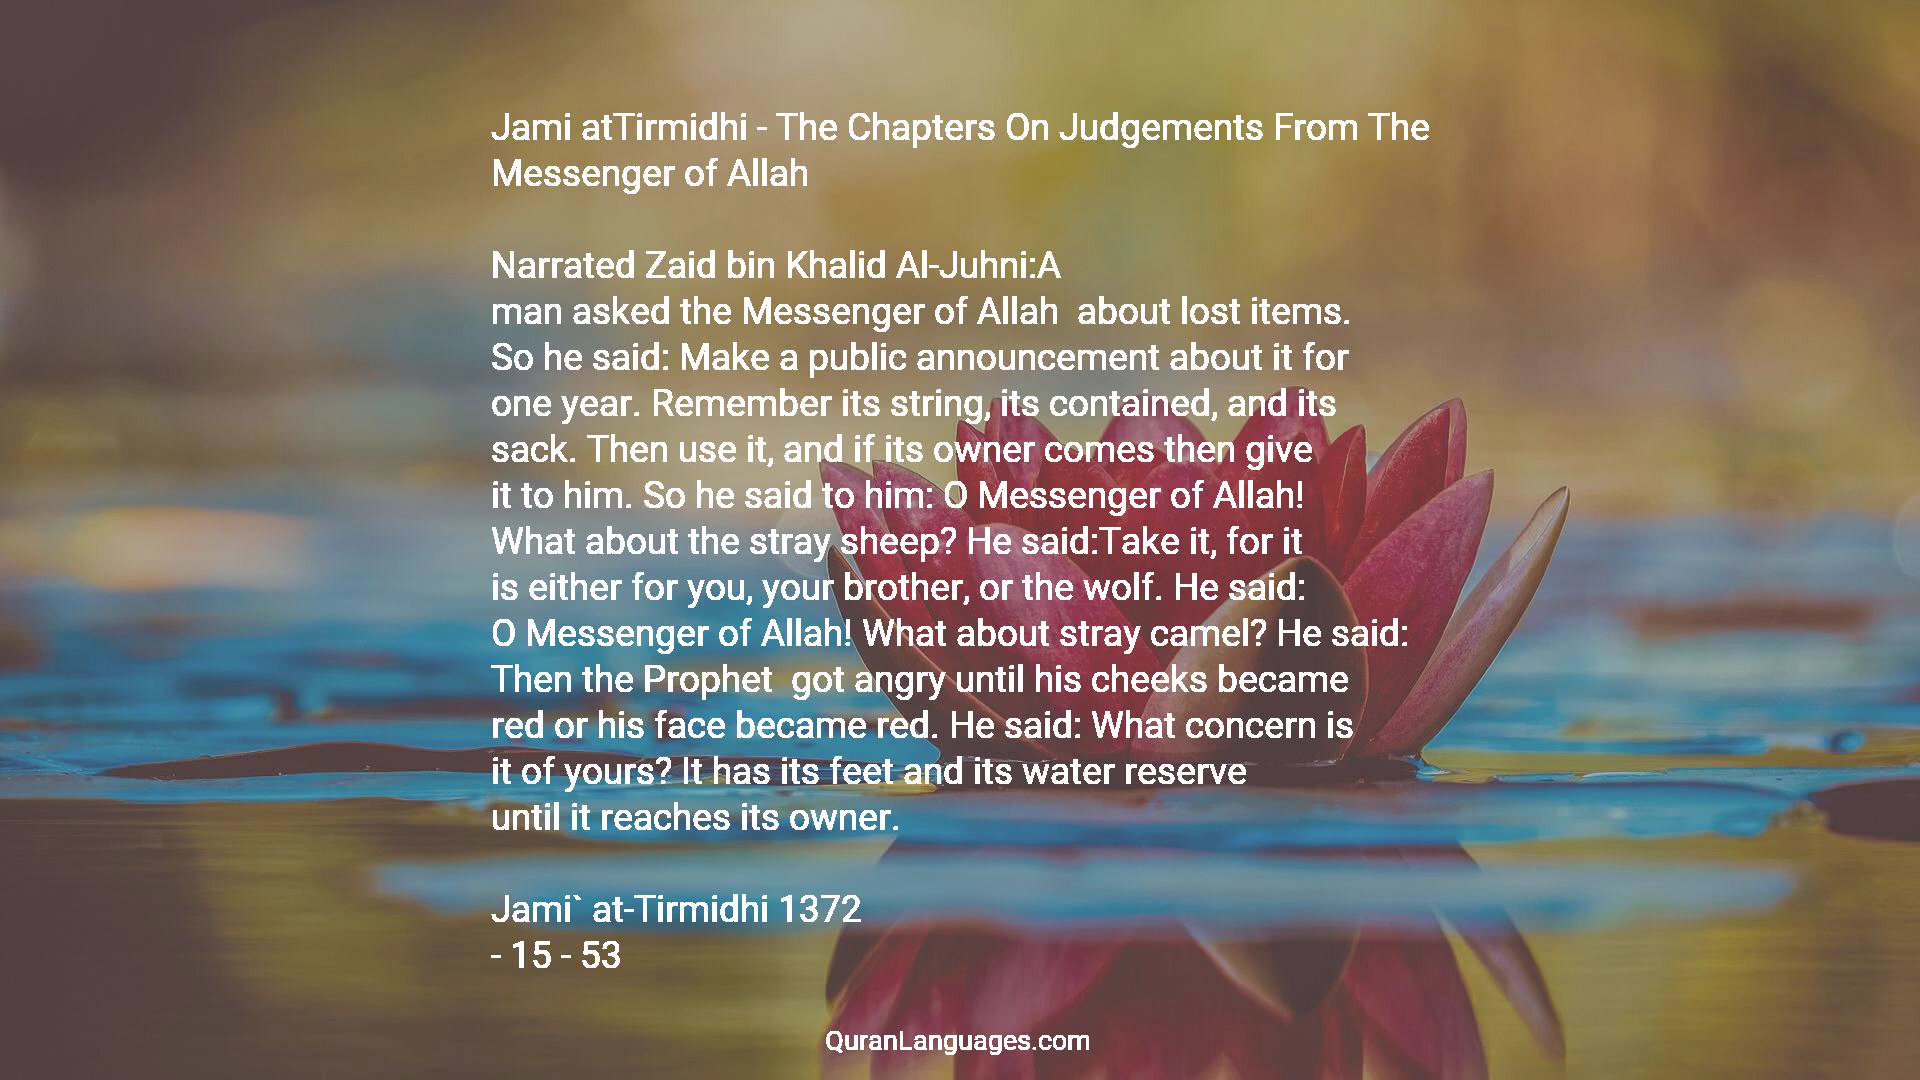 Jami atTirmidhi - The Chapters On Judgements From The
Messenger of Allah
Narrated Zaid bin Khalid Al-Juhni:A
man asked the Messenger of Allah  about lost items.
So he said: Make a public announcement about it for
one year. Remember its string, its contained, and its
sack. Then use it, and if its owner comes then give
it to him. So he said to him: O Messenger of Allah!
What about the stray sheep? He said:Take it, for it
is either for you, your brother, or the wolf. He said:
O Messenger of Allah! What about stray camel? He said:
Then the Prophet  got angry until his cheeks became
red or his face became red. He said: What concern is
it of yours? It has its feet and its water reserve
until it reaches its owner.
Jami` at-Tirmidhi 1372
- 15 - 53
QuranLanguages.com